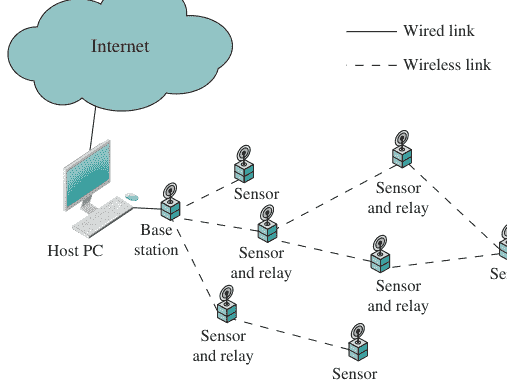 Internet
Wired link
Wireless link
Sensor
Sensor
and relay
Base
station
Host PC
Sensor
and relay
Sensor
and relay
Sensor
and relay
Sensor